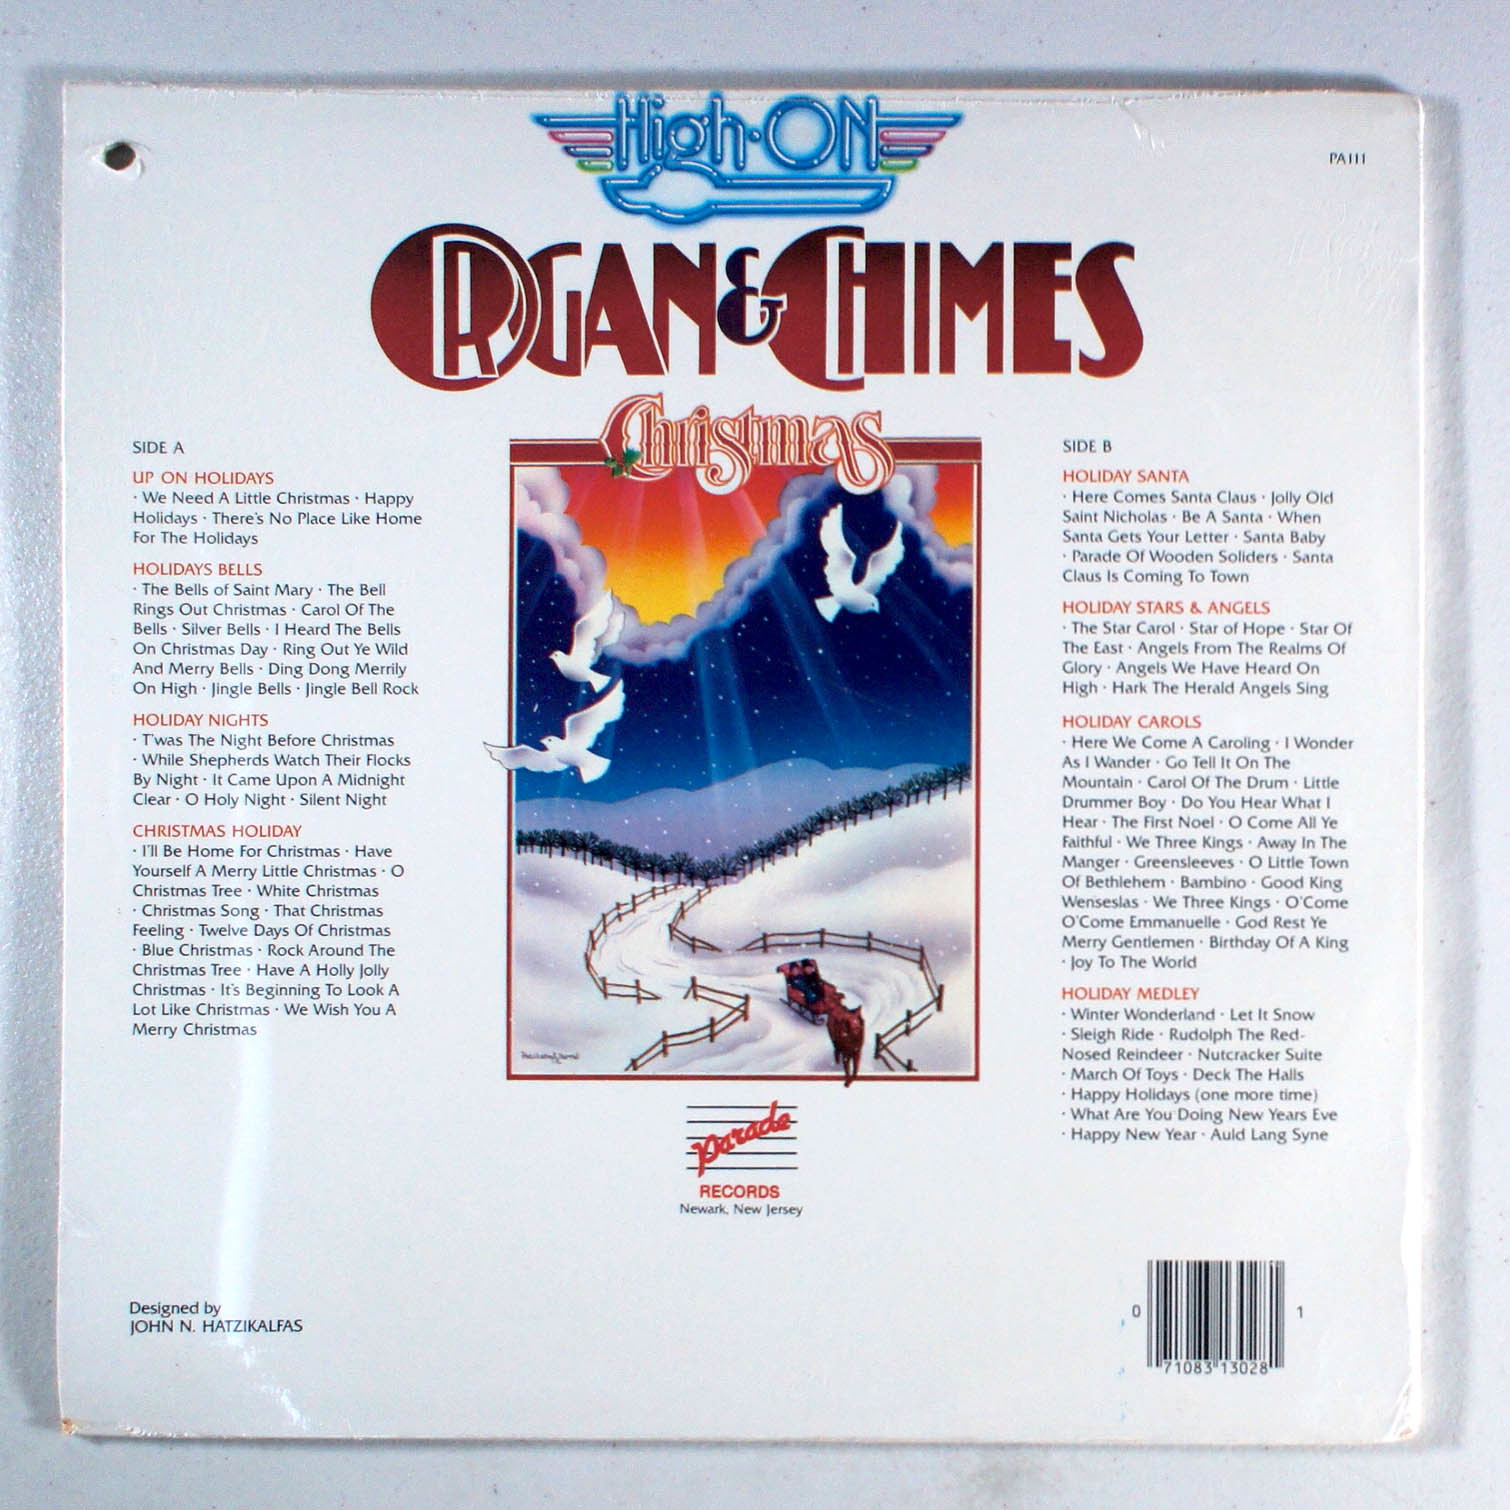 High·ON
PA111
ORGAN & CHIMES
Christmas
SIDE A
UP ON HOLIDAYS
· We Need A Little Christmas · Happy
Holidays · There's No Place Like Home
For The Holidays
HOLIDAYS BELLS
· The Bells of Saint Mary · The Bell
Rings Out Christmas · Carol Of The
Bells · Silver Bells · I Heard The Bells
On Christmas Day · Ring Out Ye Wild
And Merry Bells · Ding Dong Merrily
On High · Jingle Bells · Jingle Bell Rock
HOLIDAY NIGHTS
· T'was The Night Before Christmas
· While Shepherds Watch Their Flocks
By Night · It Came Upon A Midnight
Clear · O Holy Night · Silent Night
CHRISTMAS HOLIDAY
· I'll Be Home For Christmas · Have
Yourself A Merry Little Christmas · O
Christmas Tree · White Christmas
· Christmas Song · That Christmas
Feeling · Twelve Days Of Christmas
· Blue Christmas · Rock Around The
Christmas Tree · Have A Holly Jolly
Christmas · It's Beginning To Look A
Lot Like Christmas · We Wish You A
Merry Christmas
SIDE B
HOLIDAY SANTA
· Here Comes Santa Claus · Jolly Old
Saint Nicholas · Be A Santa · When
Santa Gets Your Letter · Santa Baby
· Parade Of Wooden Soliders · Santa
Claus Is Coming To Town
HOLIDAY STARS & ANGELS
· The Star Carol · Star of Hope · Star Of
The East · Angels From The Realms Of
Glory · Angels We Have Heard On
High · Hark The Herald Angels Sing
HOLIDAY CAROLS
· Here We Come A Caroling · I Wonder
As I Wander · Go Tell It On The
Mountain · Carol Of The Drum · Little
Drummer Boy · Do You Hear What I
Hear · The First Noel · O Come All Ye
Faithful · We Three Kings · Away In The
Manger · Greensleeves · O Little Town
Of Bethlehem · Bambino · Good King
Wenseslas · We Three Kings · O'Come
O'Come Emmanuelle · God Rest Ye
Merry Gentlemen · Birthday Of A King
· Joy To The World
HOLIDAY MEDLEY
· Winter Wonderland · Let It Snow
· Sleigh Ride · Rudolph The Red-
Nosed Reindeer · Nutcracker Suite
· March Of Toys · Deck The Halls
· Happy Holidays (one more time)
· What Are You Doing New Years Eve
· Happy New Year · Auld Lang Syne
Parade
RECORDS
Newark, New Jersey
Designed by
JOHN N. HATZIKALFAS
0 71083 13028 1